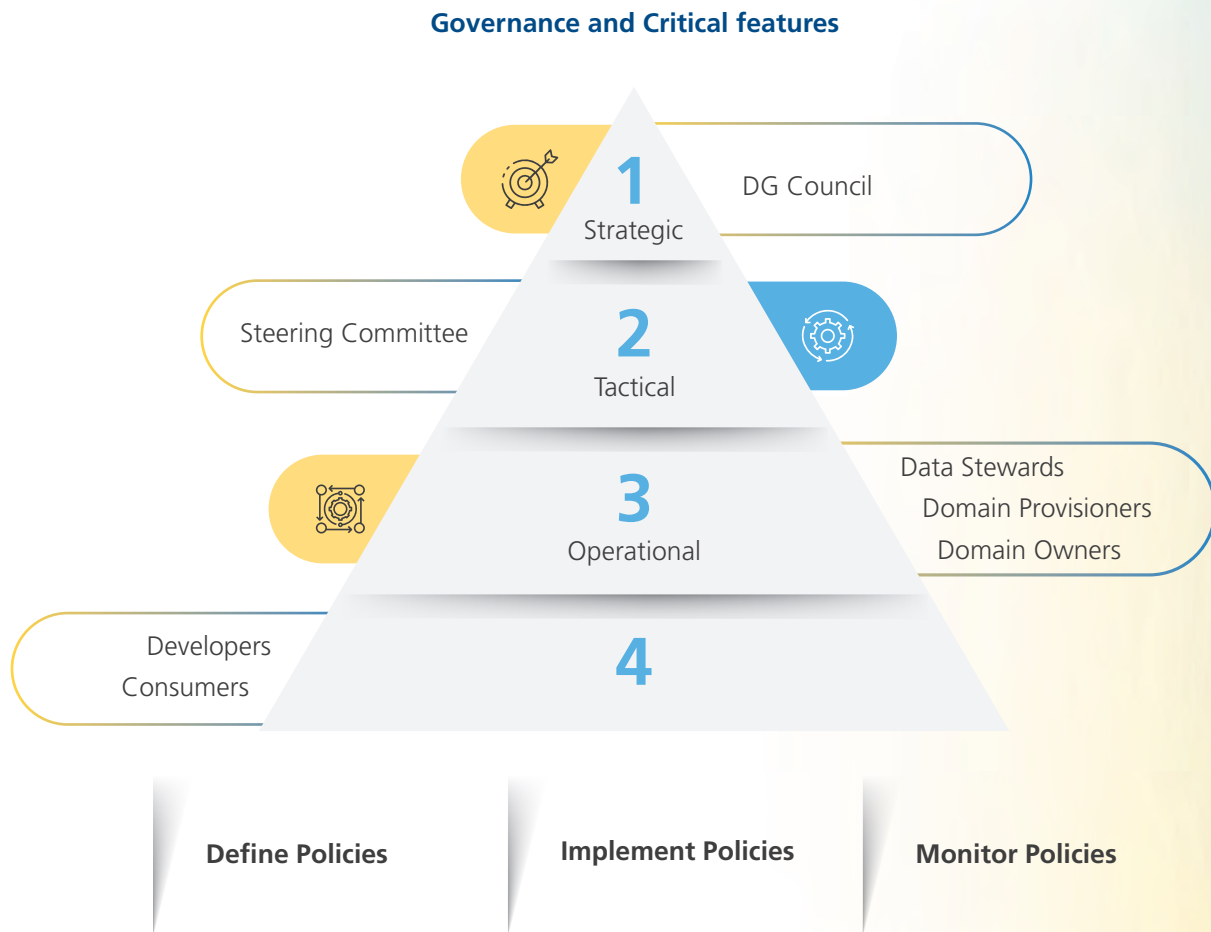 Governance and Critical features
1
Strategic
DG Council
Steering Committee
2
Tactical
3
Operational
Data Stewards
Domain Provisioners
Domain Owners
Developers
Consumers
4
Define Policies
Implement Policies
Monitor Policies